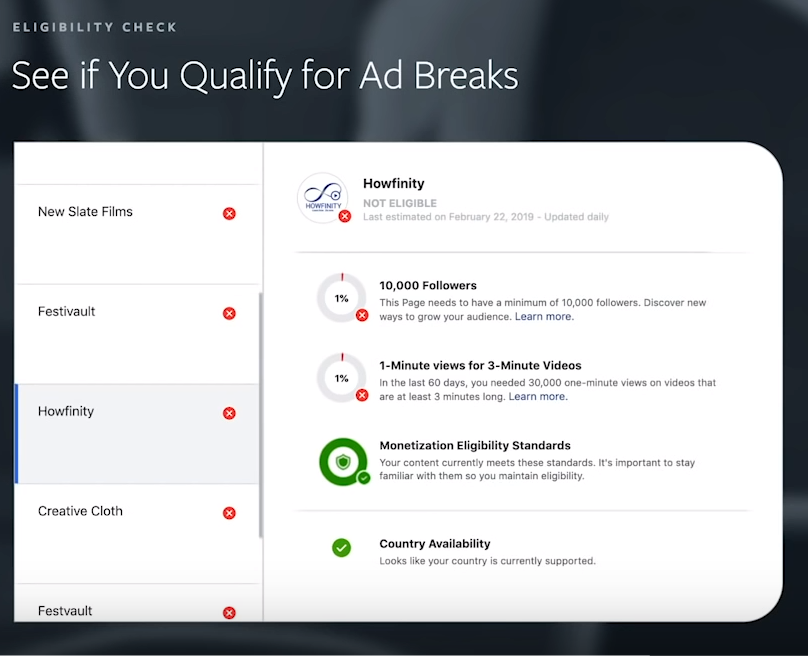 ELIGIBILITY CHECK
See if You Qualify for Ad Breaks
New Slate Films
Festivault
Howfinity
Creative Cloth
Festvault
HOWFINITY
Howfinity
NOT ELIGIBLE
Last estimated on February 22, 2019 - Updated daily
1%
10,000 Followers
This Page needs to have a minimum of 10,000 followers. Discover new
ways to grow your audience. Learn more.
1%
1-Minute views for 3-Minute Videos
In the last 60 days, you needed 30,000 one-minute views on videos that
are at least 3 minutes long. Learn more.
Monetization Eligibility Standards
Your content currently meets these standards. It's important to stay
familiar with them so you maintain eligibility.
Country Availability
Looks like your country is currently supported.